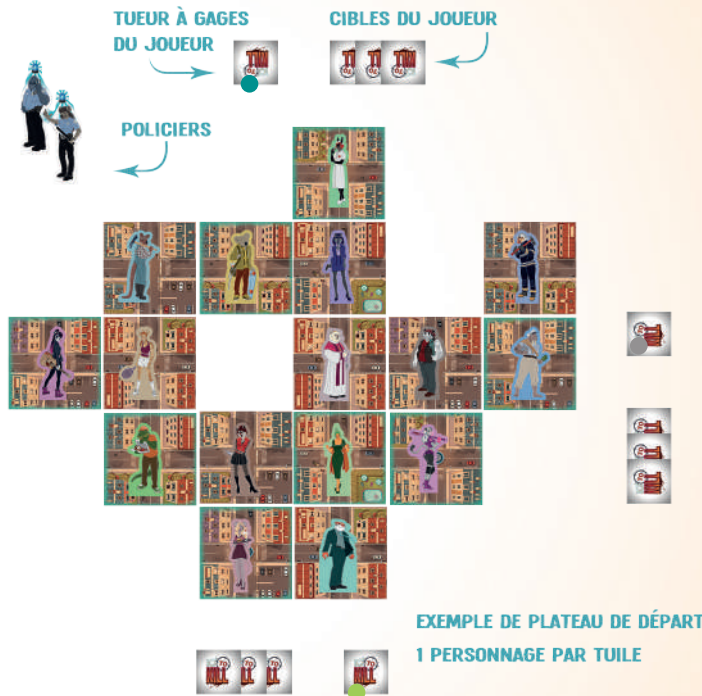 TUEUR À GAGES
DU JOUEUR
CIBLES DU JOUEUR
POLICIERS
EXEMPLE DE PLATEAU DE DÉPART
1 PERSONNAGE PAR TUILE